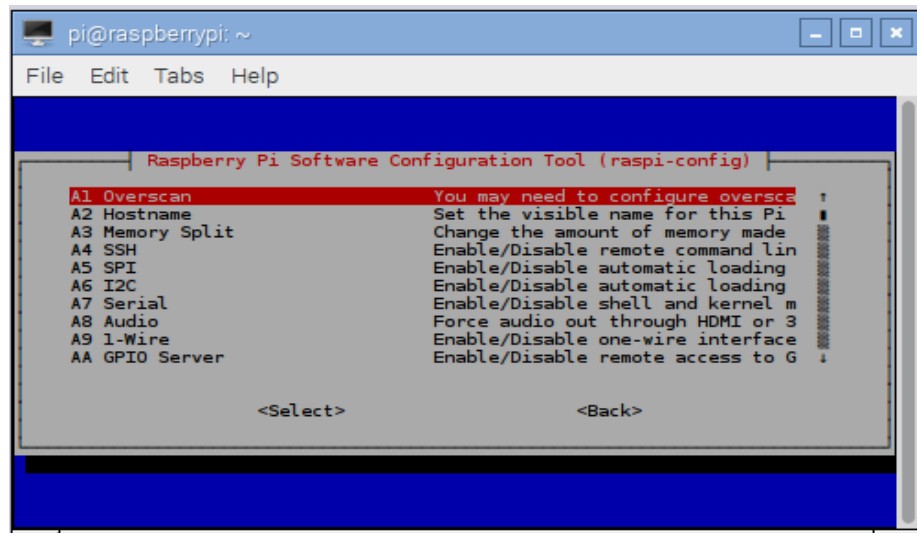 pi@raspberrypi: ~
File Edit Tabs Help
Raspberry Pi Software Configuration Tool (raspi-config)
A1 Overscan You may need to configure oversca
A2 Hostname Set the visible name for this Pi
A3 Memory Split Change the amount of memory made
A4 SSH Enable/Disable remote command lin
A5 SPI Enable/Disable automatic loading
A6 I2C Enable/Disable automatic loading
A7 Serial Enable/Disable shell and kernel m
A8 Audio Force audio out through HDMI or 3
A9 1-Wire Enable/Disable one-wire interface
AA GPIO Server Enable/Disable remote access to G
<Select> <Back>